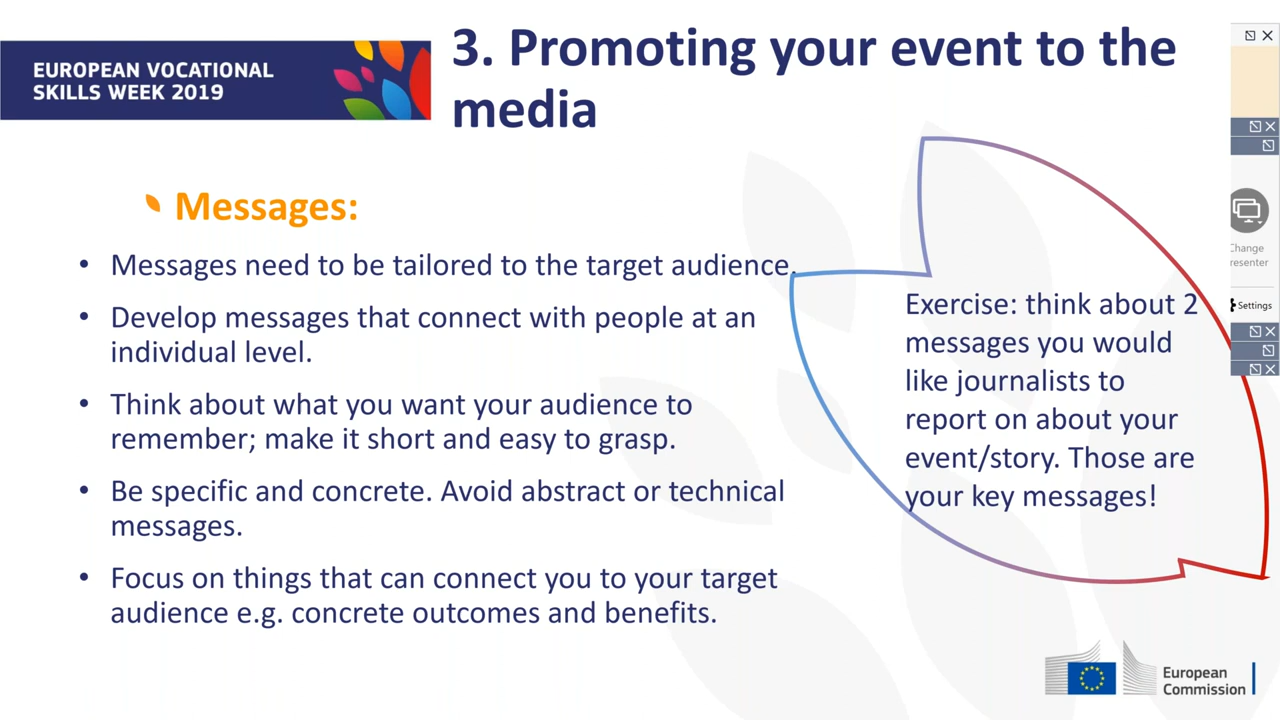 EUROPEAN VOCATIONAL
SKILLS WEEK 2019
3. Promoting your event to the
media
Messages:
• Messages need to be tailored to the target audience.
• Develop messages that connect with people at an
individual level.
• Think about what you want your audience to
remember; make it short and easy to grasp.
• Be specific and concrete. Avoid abstract or technical
messages.
• Focus on things that can connect you to your target
audience e.g. concrete outcomes and benefits.
Exercise: think about 2
messages you would
like journalists to
report on about your
event/story. Those are
your key messages!
Change
resenter
Settings
European
Commission